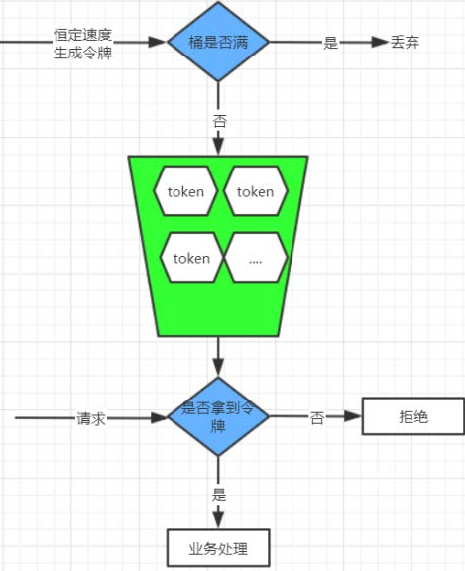 恒定速度
生成令牌
桶是否满
是
丢弃
否
token
token
token
....
请求
是否拿到令
牌
否
拒绝
是
业务处理